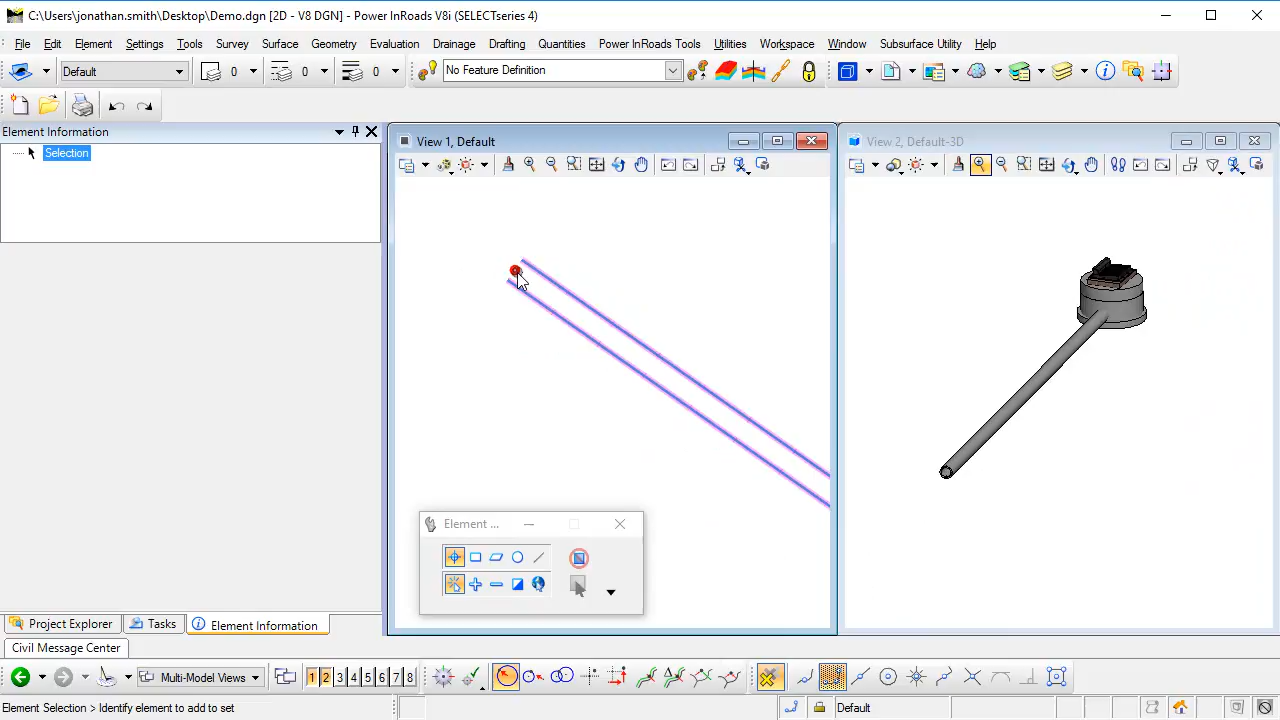 C:\Users\jonathan.smith\Desktop\Demo.dgn [2D - V8 DGN] - Power InRoads V8i (SELECTseries 4)
File Edit Element Settings Tools Survey Surface Geometry Evaluation Drainage Drafting Quantities Power InRoads Tools Utilities Workspace Window Subsurface Utility Help
Default 0 0 0 No Feature Definition
Element Information
Selection
View 1, Default
View 2, Default-3D
Element ...
Project Explorer Tasks Element Information
Civil Message Center
Multi-Model Views 1 2 3 4 5 6 7 8
Element Selection > Identify element to add to set
Default